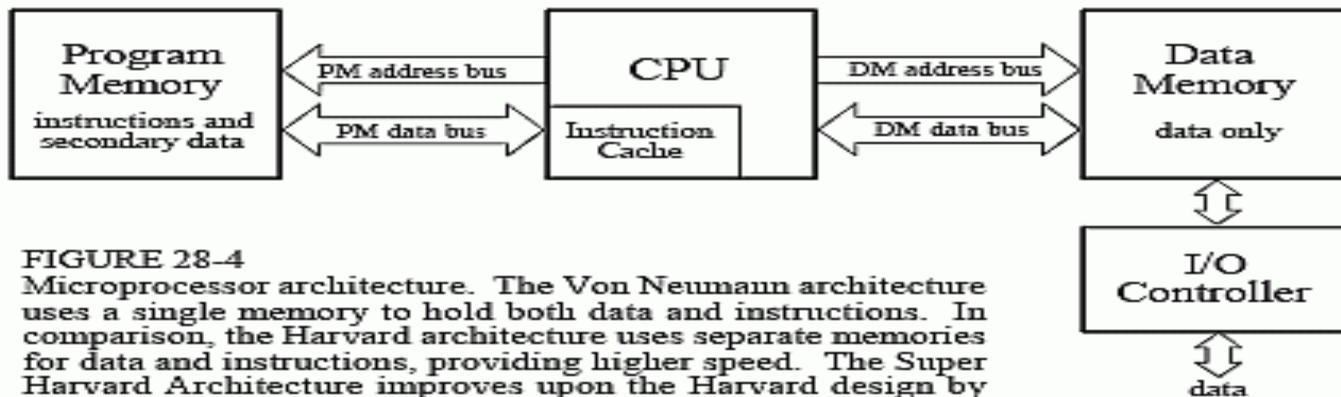 Program
Memory
instructions and
secondary data
PM address bus
PM data bus
CPU
Instruction
Cache
DM address bus
DM data bus
Data
Memory
data only
I/O
Controller
data
FIGURE 28-4
Microprocessor architecture. The Von Neumann architecture
uses a single memory to hold both data and instructions. In
comparison, the Harvard architecture uses separate memories
for data and instructions, providing higher speed. The Super
Harvard Architecture improves upon the Harvard design by